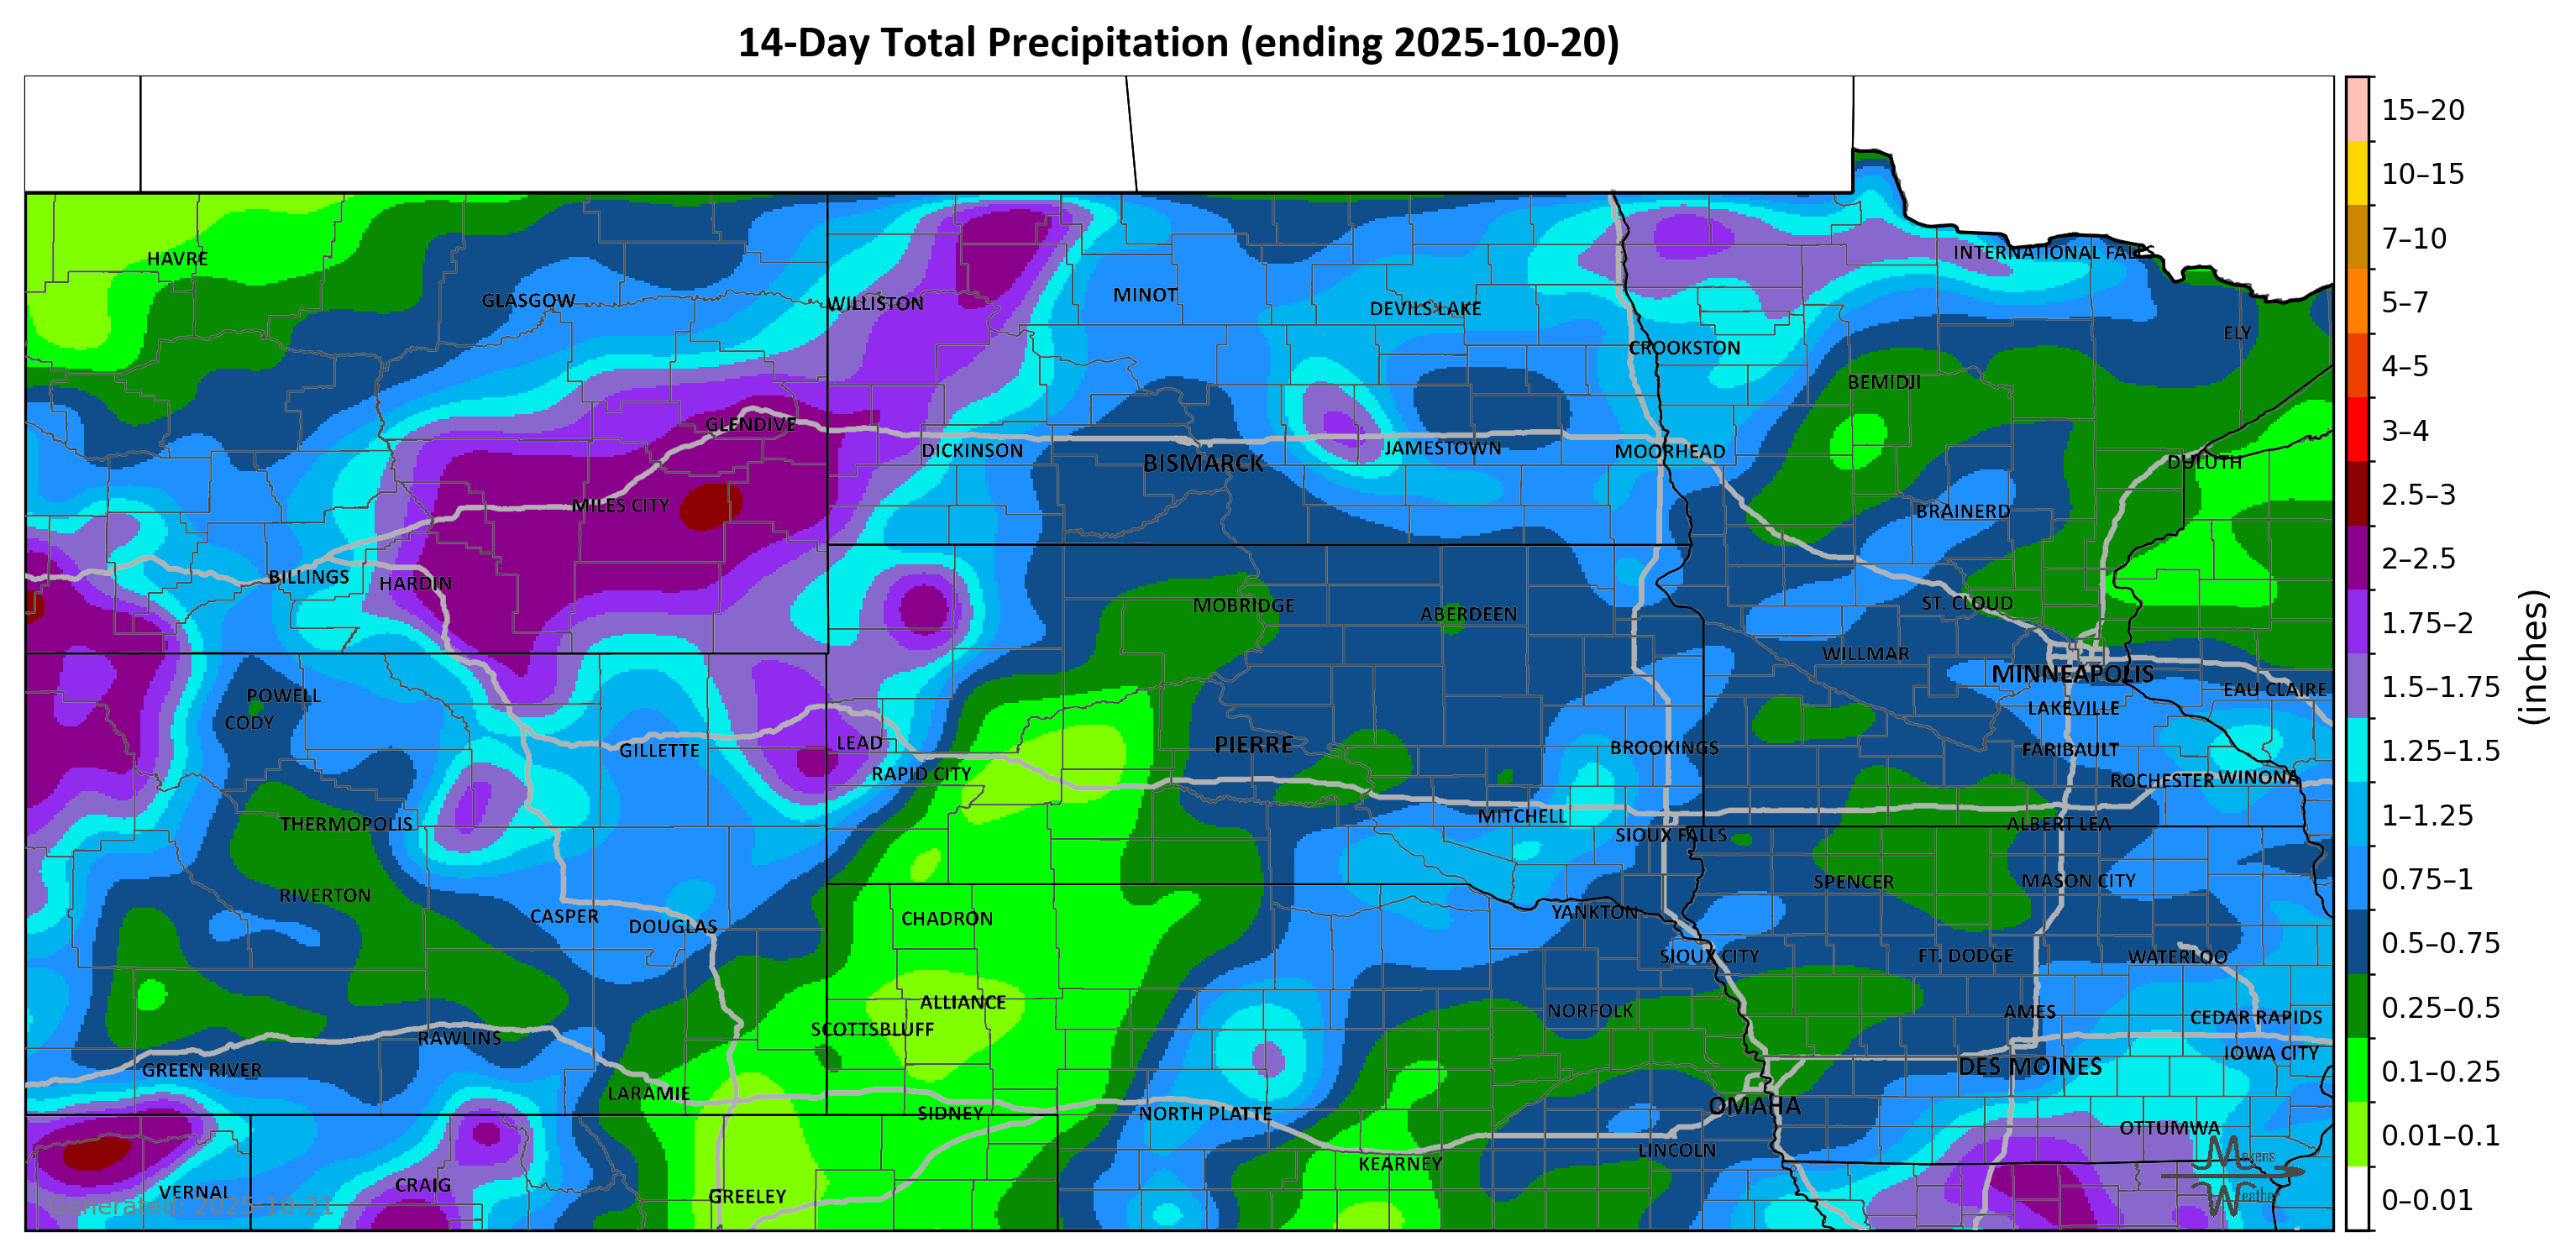 14-Day Total Precipitation (ending 2025-10-20)
15–20
10–15
7–10
5–7
4–5
3–4
2.5–3
2–2.5
1.75–2
1.5–1.75
1.25–1.5
1–1.25
0.75–1
0.5–0.75
0.25–0.5
0.1–0.25
0.01–0.1
0–0.01
(inches)
HAVRE
INTERNATIONAL FALLS
GLASGOW
WILLISTON
MINOT
DEVILS LAKE
ELY
CROOKSTON
BEMIDJI
GLENDIVE
DICKINSON
BISMARCK
JAMESTOWN
MOORHEAD
DULUTH
MILES CITY
BRAINERD
BILLINGS
HARDIN
MOBRIDGE
ABERDEEN
ST. CLOUD
WILLMAR
MINNEAPOLIS
POWELL
EAU CLAIRE
CODY
LAKEVILLE
GILLETTE
LEAD
PIERRE
BROOKINGS
FARIBAULT
RAPID CITY
ROCHESTER
WINONA
THERMOPOLIS
MITCHELL
ALBERT LEA
SIOUX FALLS
RIVERTON
SPENCER
MASON CITY
CASPER
DOUGLAS
CHADRON
YANKTON
SIOUX CITY
FT. DODGE
WATERLOO
ALLIANCE
NORFOLK
AMES
CEDAR RAPIDS
SCOTTSBLUFF
RAWLINS
IOWA CITY
GREEN RIVER
DES MOINES
LARAMIE
OMAHA
SIDNEY
NORTH PLATTE
OTTUMWA
LINCOLN
KEARNEY
VERNAL
CRAIG
GREELEY
Makens
Weather
Generated: 2025-10-21